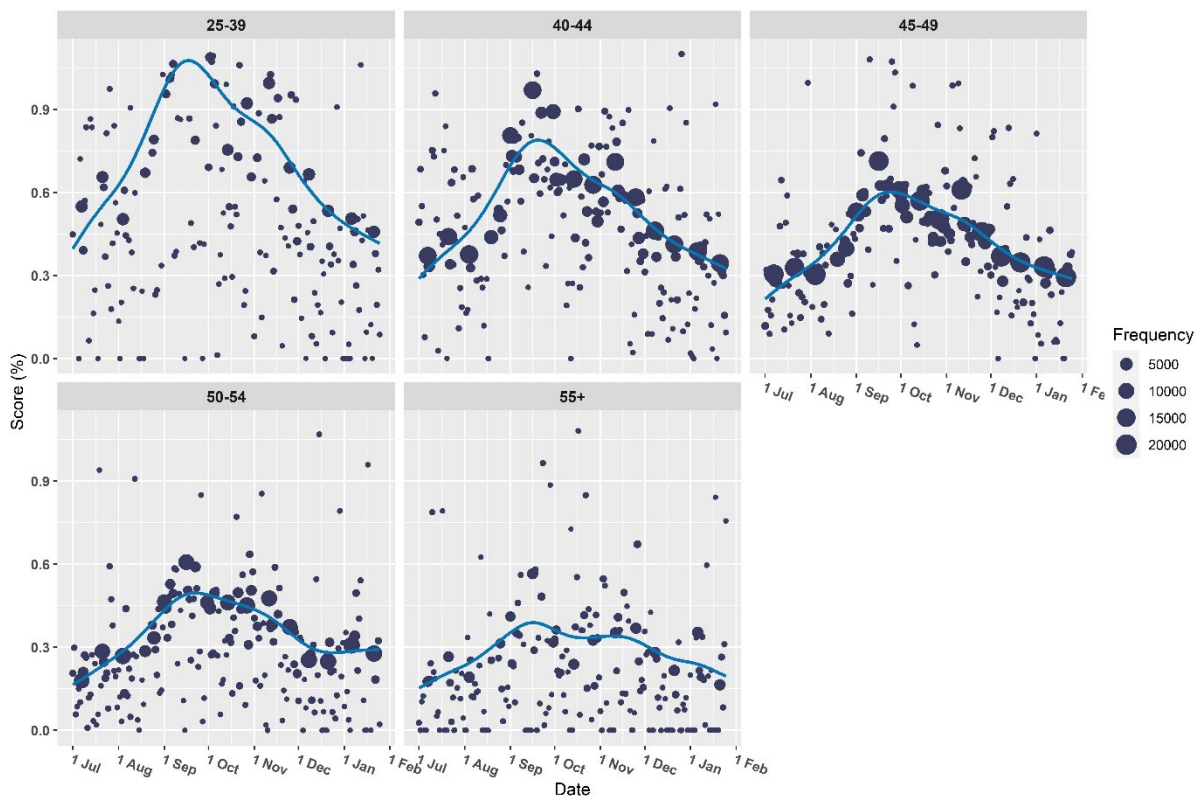 25-39
40-44
45-49
0.9
0.6
0.3
0.0
1 Jul
1 Aug
1 Sep
1 Oct
1 Nov
1 Dec
1 Jan
1 Fe
Score (%)
50-54
55+
0.9
0.6
0.3
0.0
1 Jul
1 Aug
1 Sep
1 Oct
1 Nov
1 Dec
1 Jan
1 Feb
1 Jul
1 Aug
1 Sep
1 Oct
1 Nov
1 Dec
1 Jan
1 Feb
Date
Frequency
5000
10000
15000
20000